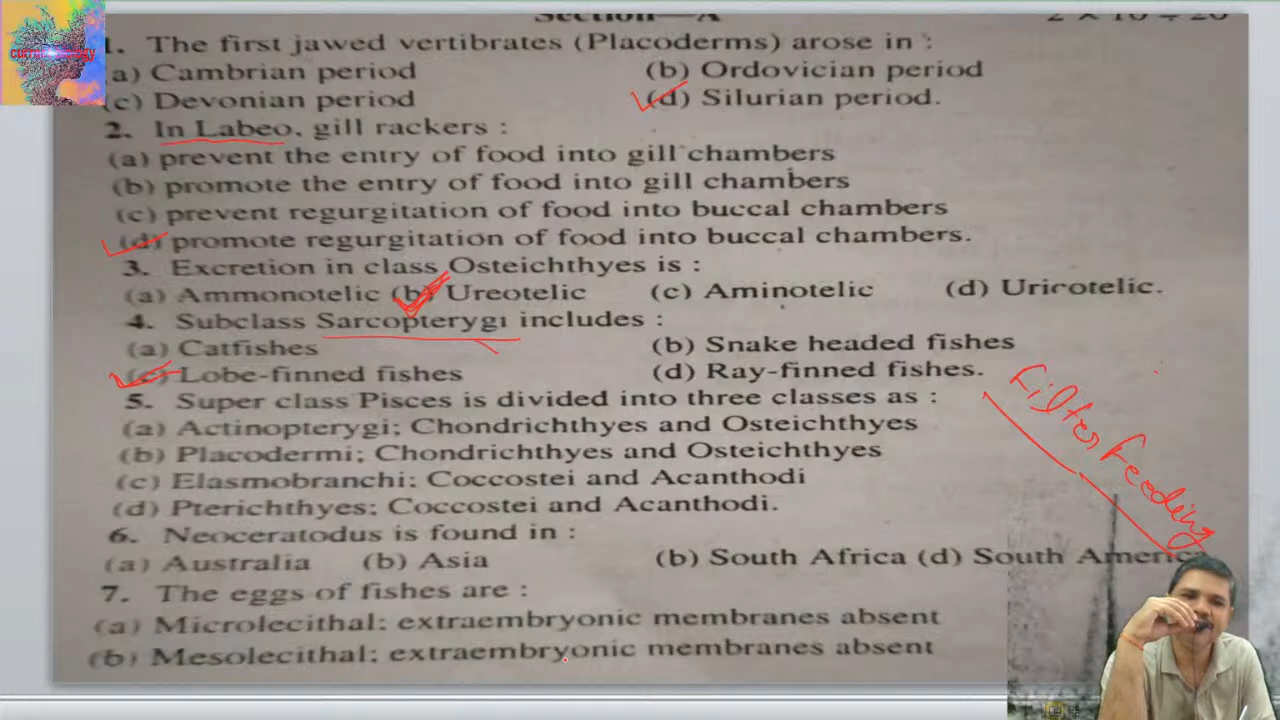 Section—A 2 × 10 = 20
1. The first jawed vertibrates (Placoderms) arose in :
(a) Cambrian period (b) Ordovician period
(c) Devonian period (d) Silurian period.
2. In Labeo, gill rackers :
(a) prevent the entry of food into gill chambers
(b) promote the entry of food into gill chambers
(c) prevent regurgitation of food into buccal chambers
(d) promote regurgitation of food into buccal chambers.
3. Excretion in class Osteichthyes is :
(a) Ammonotelic (b) Ureotelic (c) Aminotelic (d) Uricotelic.
4. Subclass Sarcopterygi includes :
(a) Catfishes (b) Snake headed fishes
(c) Lobe-finned fishes (d) Ray-finned fishes.
5. Super class Pisces is divided into three classes as :
(a) Actinopterygi; Chondrichthyes and Osteichthyes
(b) Placodermi; Chondrichthyes and Osteichthyes
(c) Elasmobranchi; Coccostei and Acanthodi
(d) Pterichthyes; Coccostei and Acanthodi.
Filter feeding
6. Neoceratodus is found in :
(a) Australia (b) Asia (b) South Africa (d) South America
7. The eggs of fishes are :
(a) Microlecithal; extraembryonic membranes absent
(b) Mesolecithal; extraembryonic membranes absent